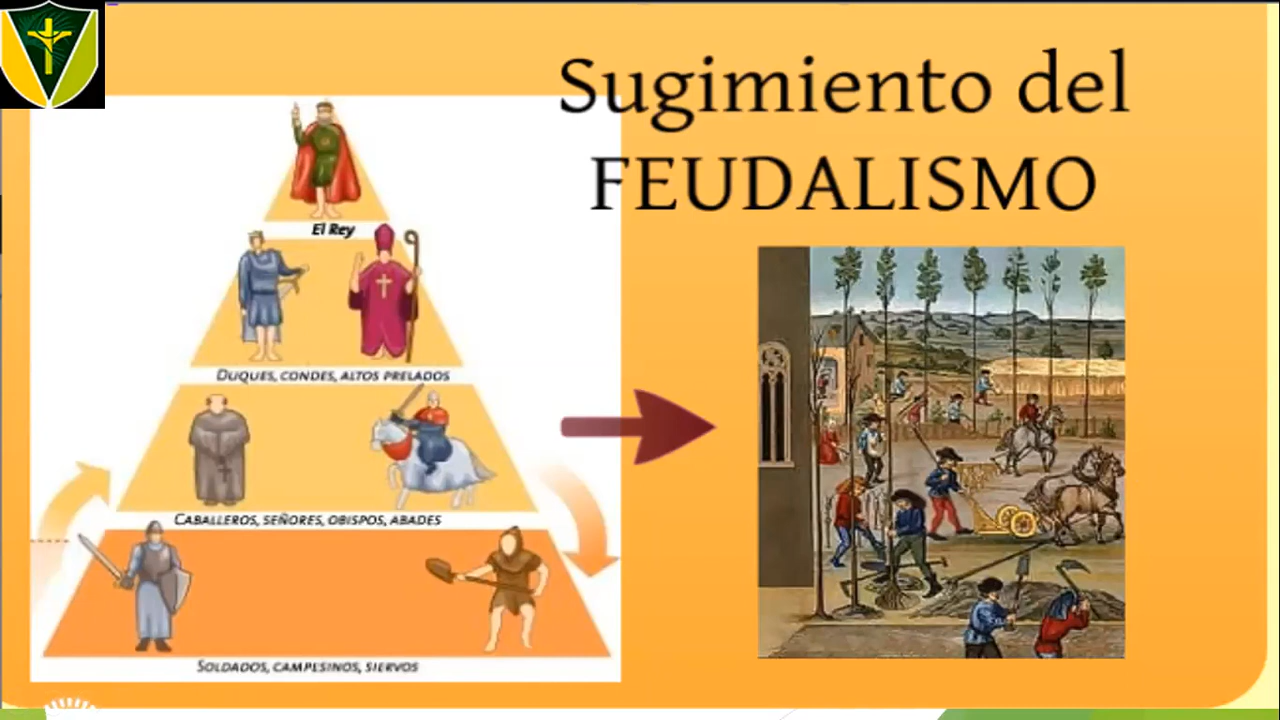 Sugimiento del
FEUDALISMO
El Rey
DUQUES, CONDES, ALTOS PRELADOS
CABALLEROS, SEÑORES, OBISPOS, ABADES
SOLDADOS, CAMPESINOS, SIERVOS